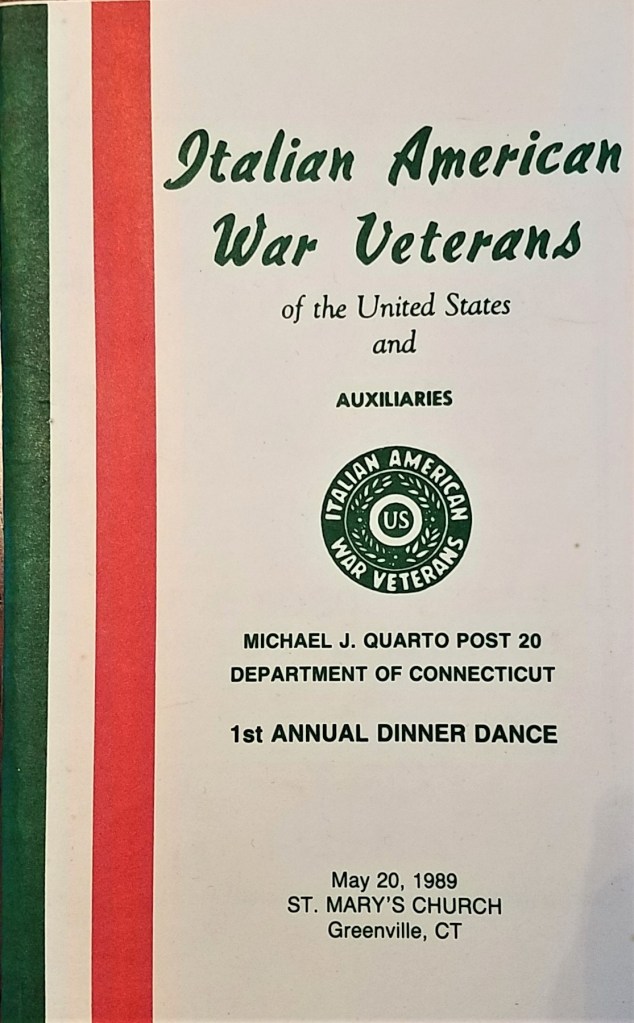 Italian American
War Veterans
of the United States
and
AUXILIARIES
ITALIAN AMERICAN
US
WAR VETERANS
MICHAEL J. QUARTO POST 20
DEPARTMENT OF CONNECTICUT
1st ANNUAL DINNER DANCE
May 20, 1989
ST. MARY'S CHURCH
Greenville, CT